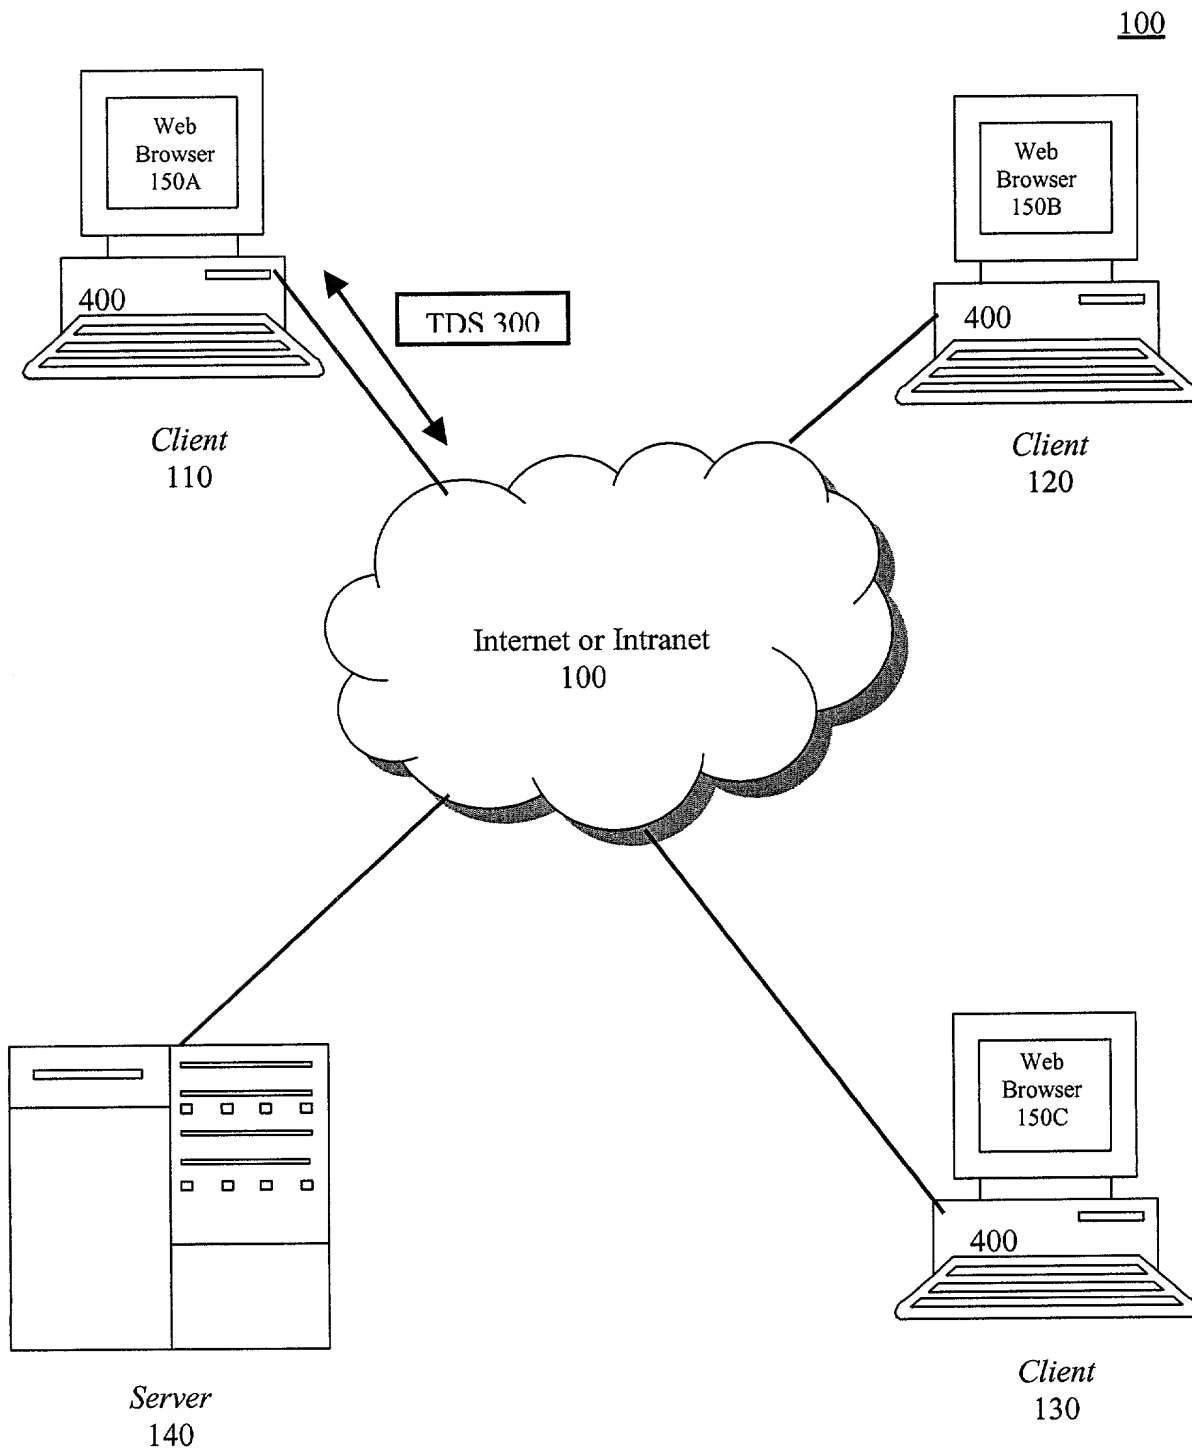 100
Web
Browser
150A
400
Client
110
TDS 300
Web
Browser
150B
400
Client
120
Internet or Intranet
100
Server
140
Web
Browser
150C
400
Client
130